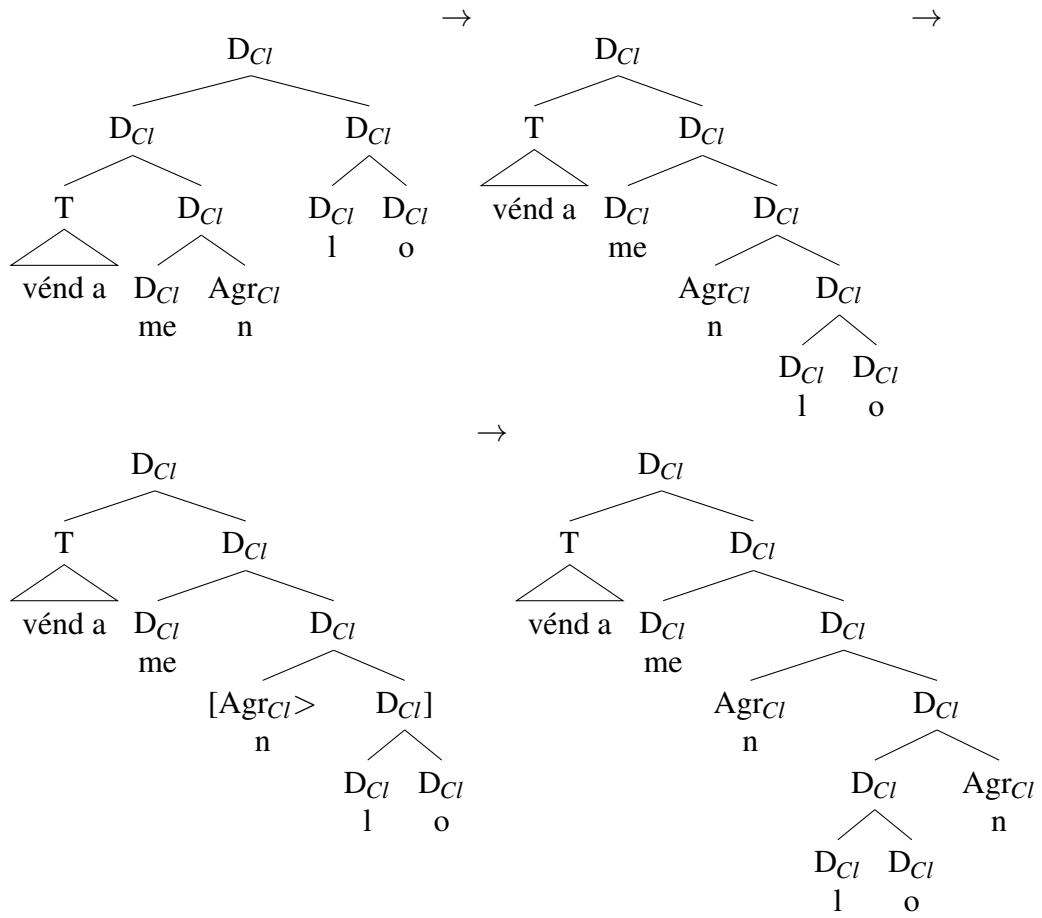 → →
D_Cl D_Cl
D_Cl D_Cl T D_Cl
T D_Cl D_Cl D_Cl vénd a D_Cl D_Cl
l o me
vénd a D_Cl Agr_Cl Agr_Cl D_Cl
me n n
D_Cl D_Cl
l o
→
D_Cl D_Cl
T D_Cl T D_Cl
vénd a D_Cl D_Cl vénd a D_Cl D_Cl
me me
[Agr_Cl> D_Cl] Agr_Cl D_Cl
n n
D_Cl D_Cl D_Cl Agr_Cl
l o n
D_Cl D_Cl
l o